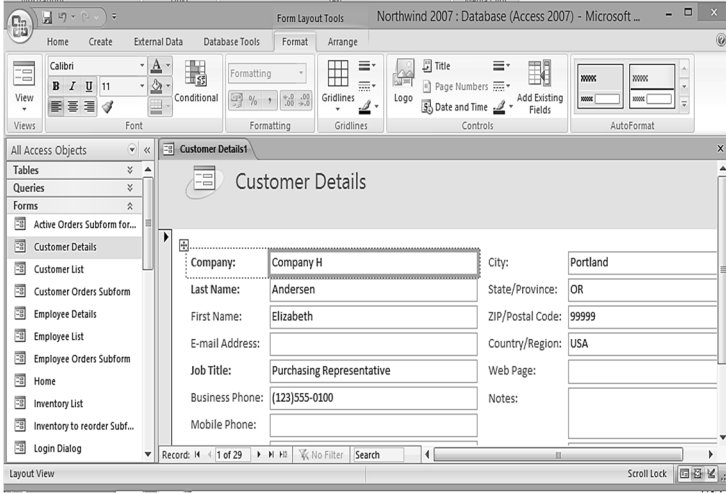 Form Layout Tools
Northwind 2007 : Database (Access 2007) - Microsoft ...
Home Create External Data Database Tools Format Arrange
View
Views
Calibri
11
B I U
Font
Conditional
Formatting
%
Formatting
Gridlines
Gridlines
Logo
Title
Page Numbers
Date and Time
Add Existing Fields
Controls
xxxxx xxxxx
xxxxx xxxxx
AutoFormat
All Access Objects
Tables
Queries
Forms
Active Orders Subform for...
Customer Details
Customer List
Customer Orders Subform
Employee Details
Employee List
Employee Orders Subform
Home
Inventory List
Inventory to reorder Subf...
Login Dialog
Customer Details1
Customer Details
Company: Company H
Last Name: Andersen
First Name: Elizabeth
E-mail Address:
Job Title: Purchasing Representative
Business Phone: (123)555-0100
Mobile Phone:
City: Portland
State/Province: OR
ZIP/Postal Code: 99999
Country/Region: USA
Web Page:
Notes:
Record: 1 of 29 No Filter Search
Layout View
Scroll Lock